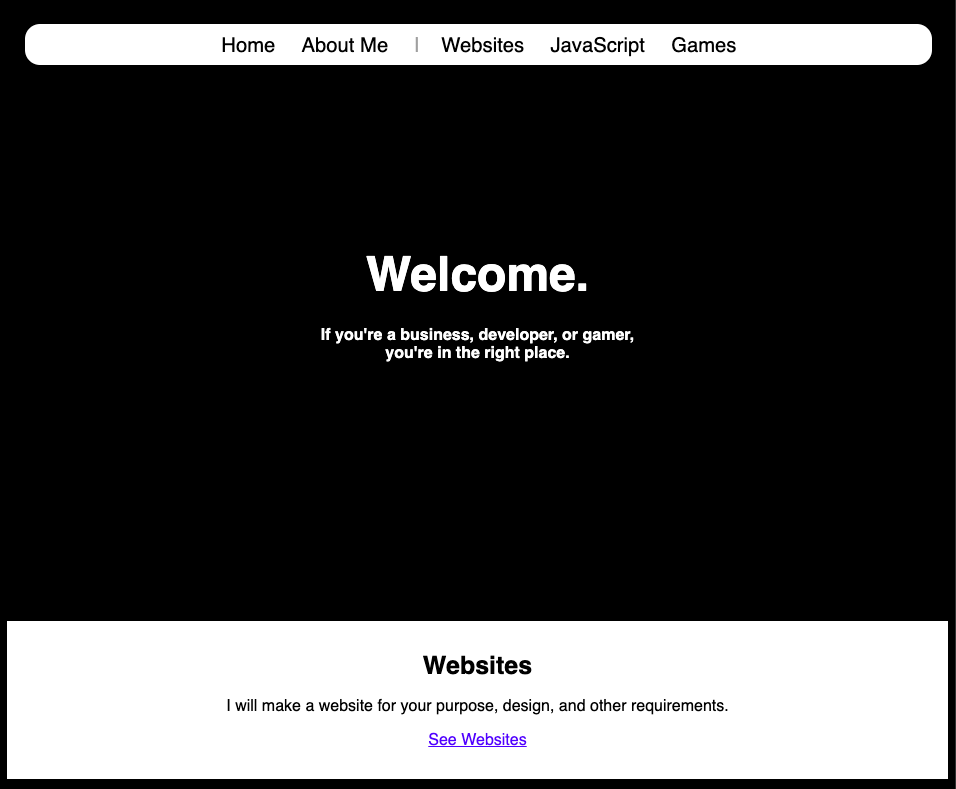 Home About Me | Websites JavaScript Games
Welcome.
If you're a business, developer, or gamer,
you're in the right place.
Websites
I will make a website for your purpose, design, and other requirements.
See Websites